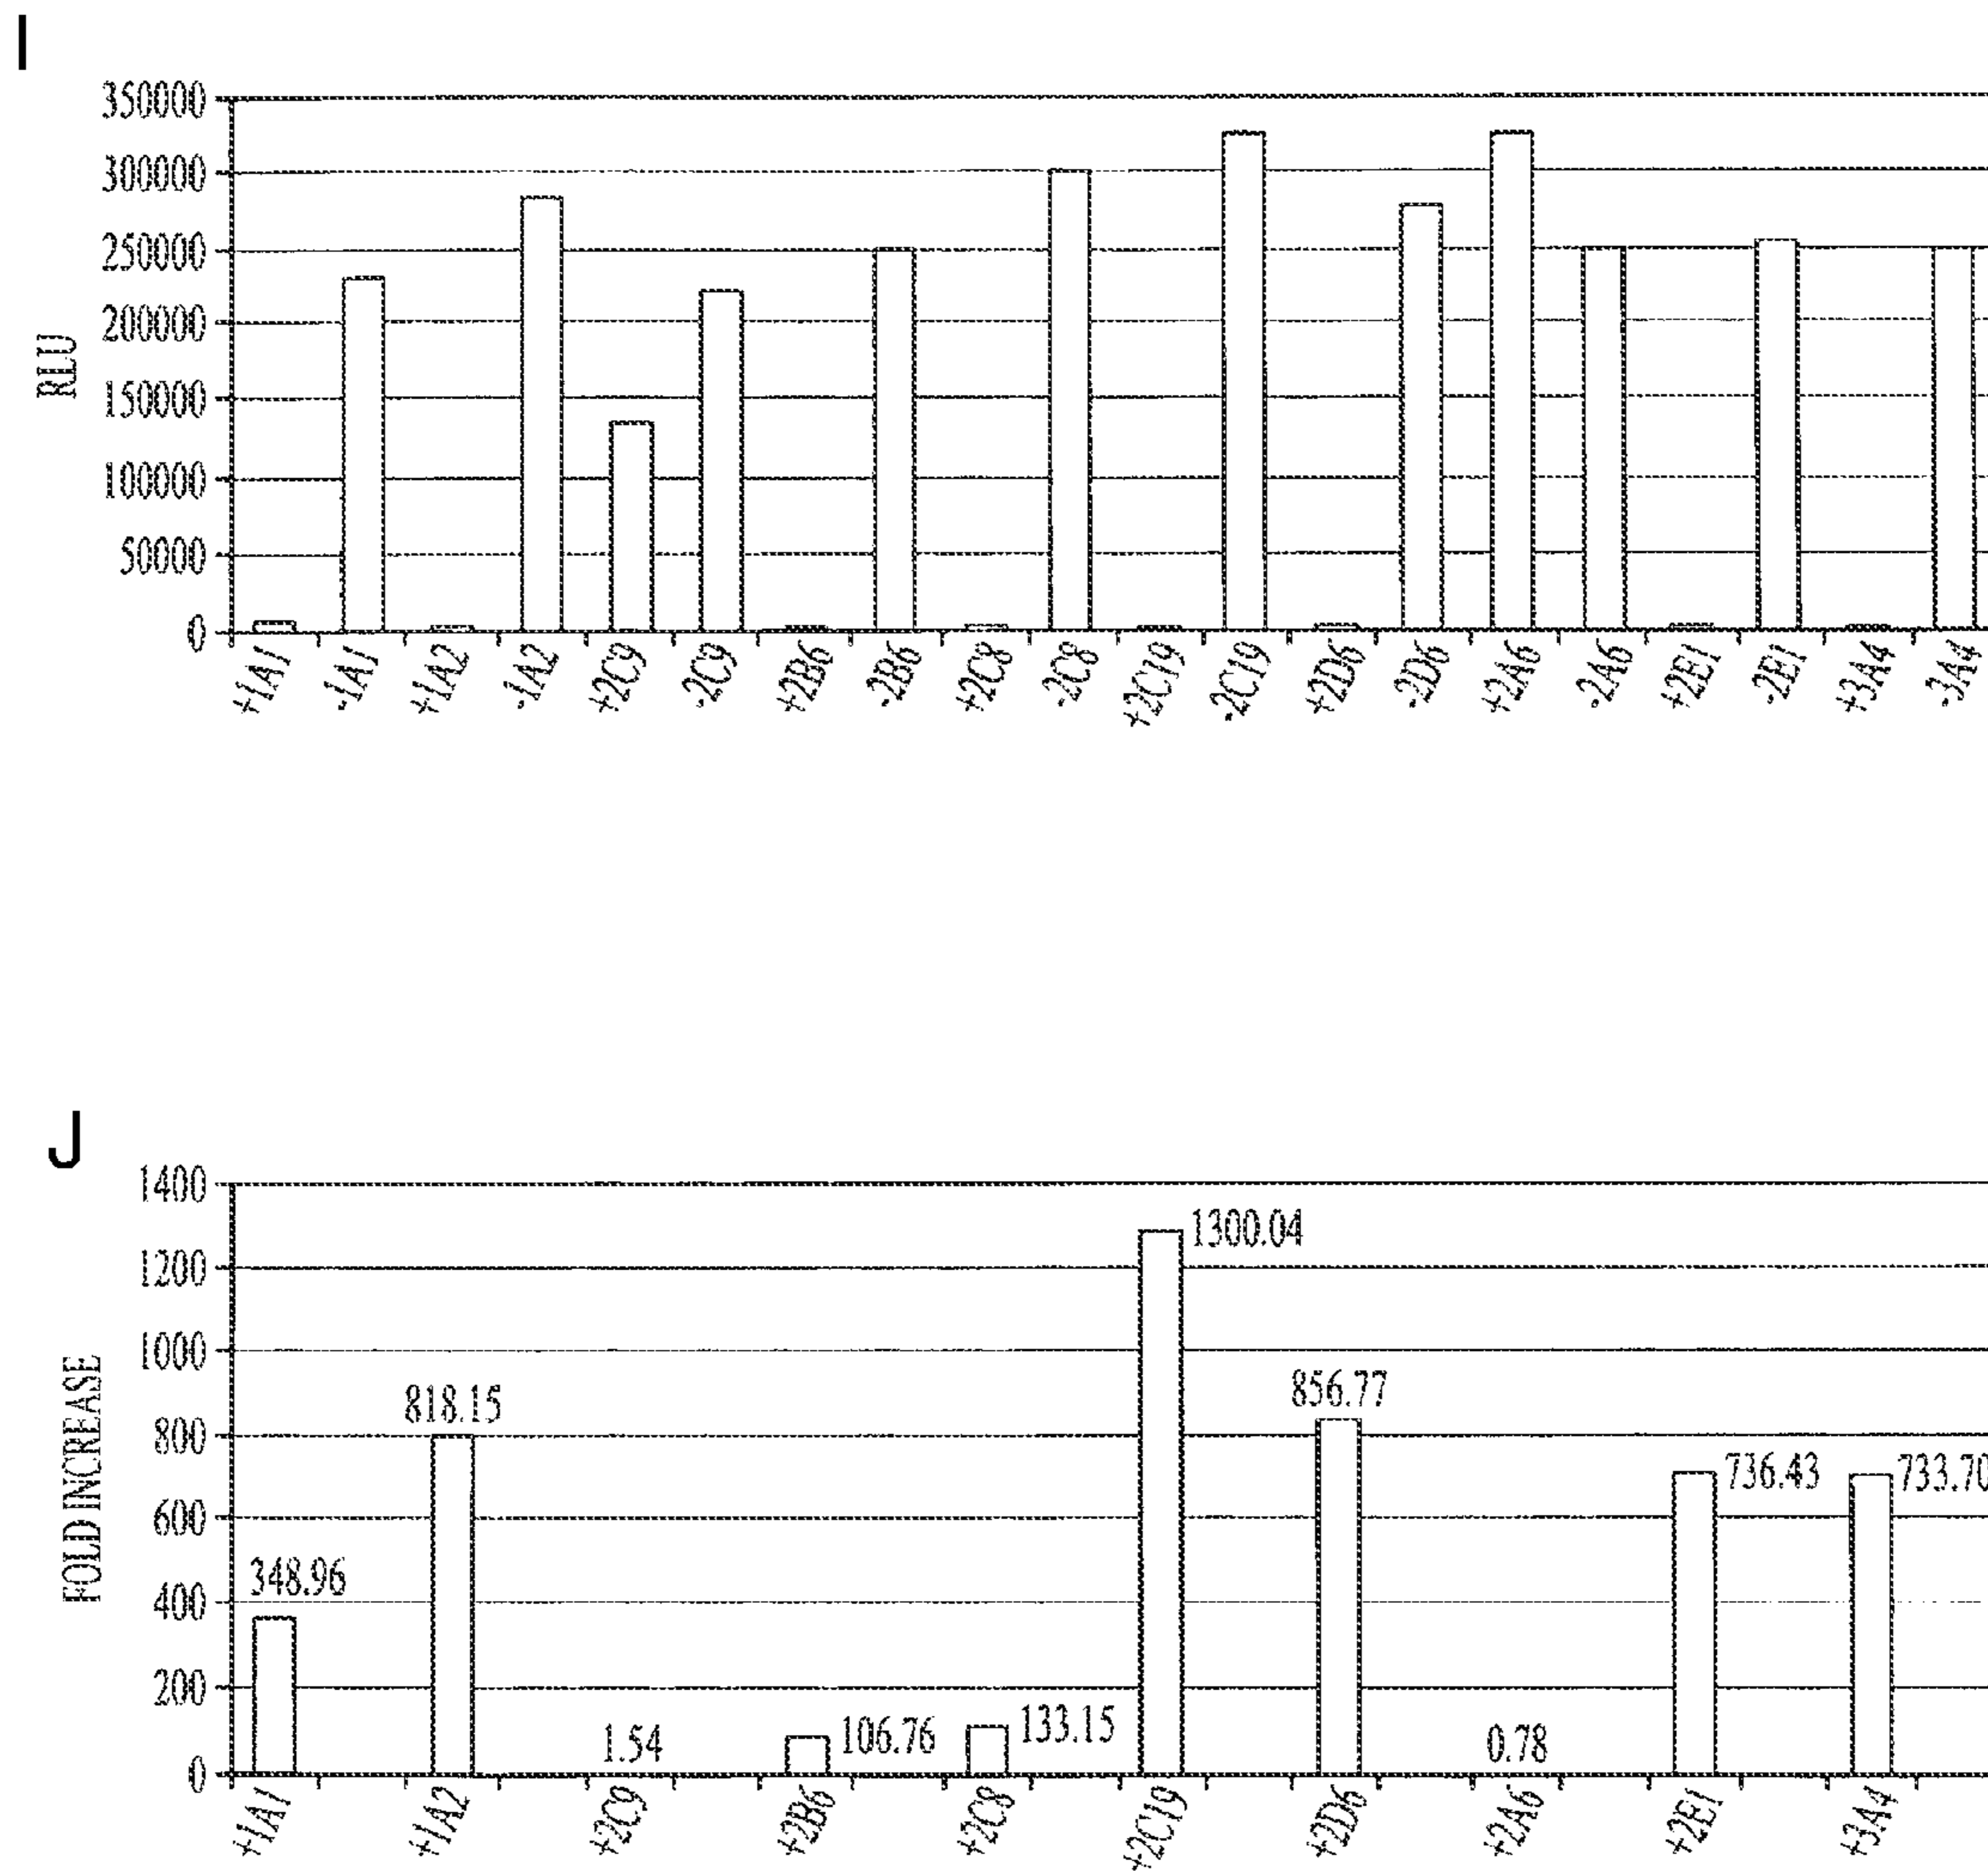 I
350000
300000
250000
200000
150000
100000
50000
0
RLU
+1A1
-1A1
+1A2
-1A2
+2C9
-2C9
+2B6
-2B6
+2C8
-2C8
+2C19
-2C19
+2D6
-2D6
+2A6
-2A6
+2E1
-2E1
+3A4
-3A4
J
1400
1200
1000
800
600
400
200
0
FOLD INCREASE
348.96
818.15
1.54
106.76
133.15
1300.04
856.77
0.78
736.43
733.70
+1A1
+1A2
+2C9
+2B6
+2C8
+2C19
+2D6
+2A6
+2E1
+3A4